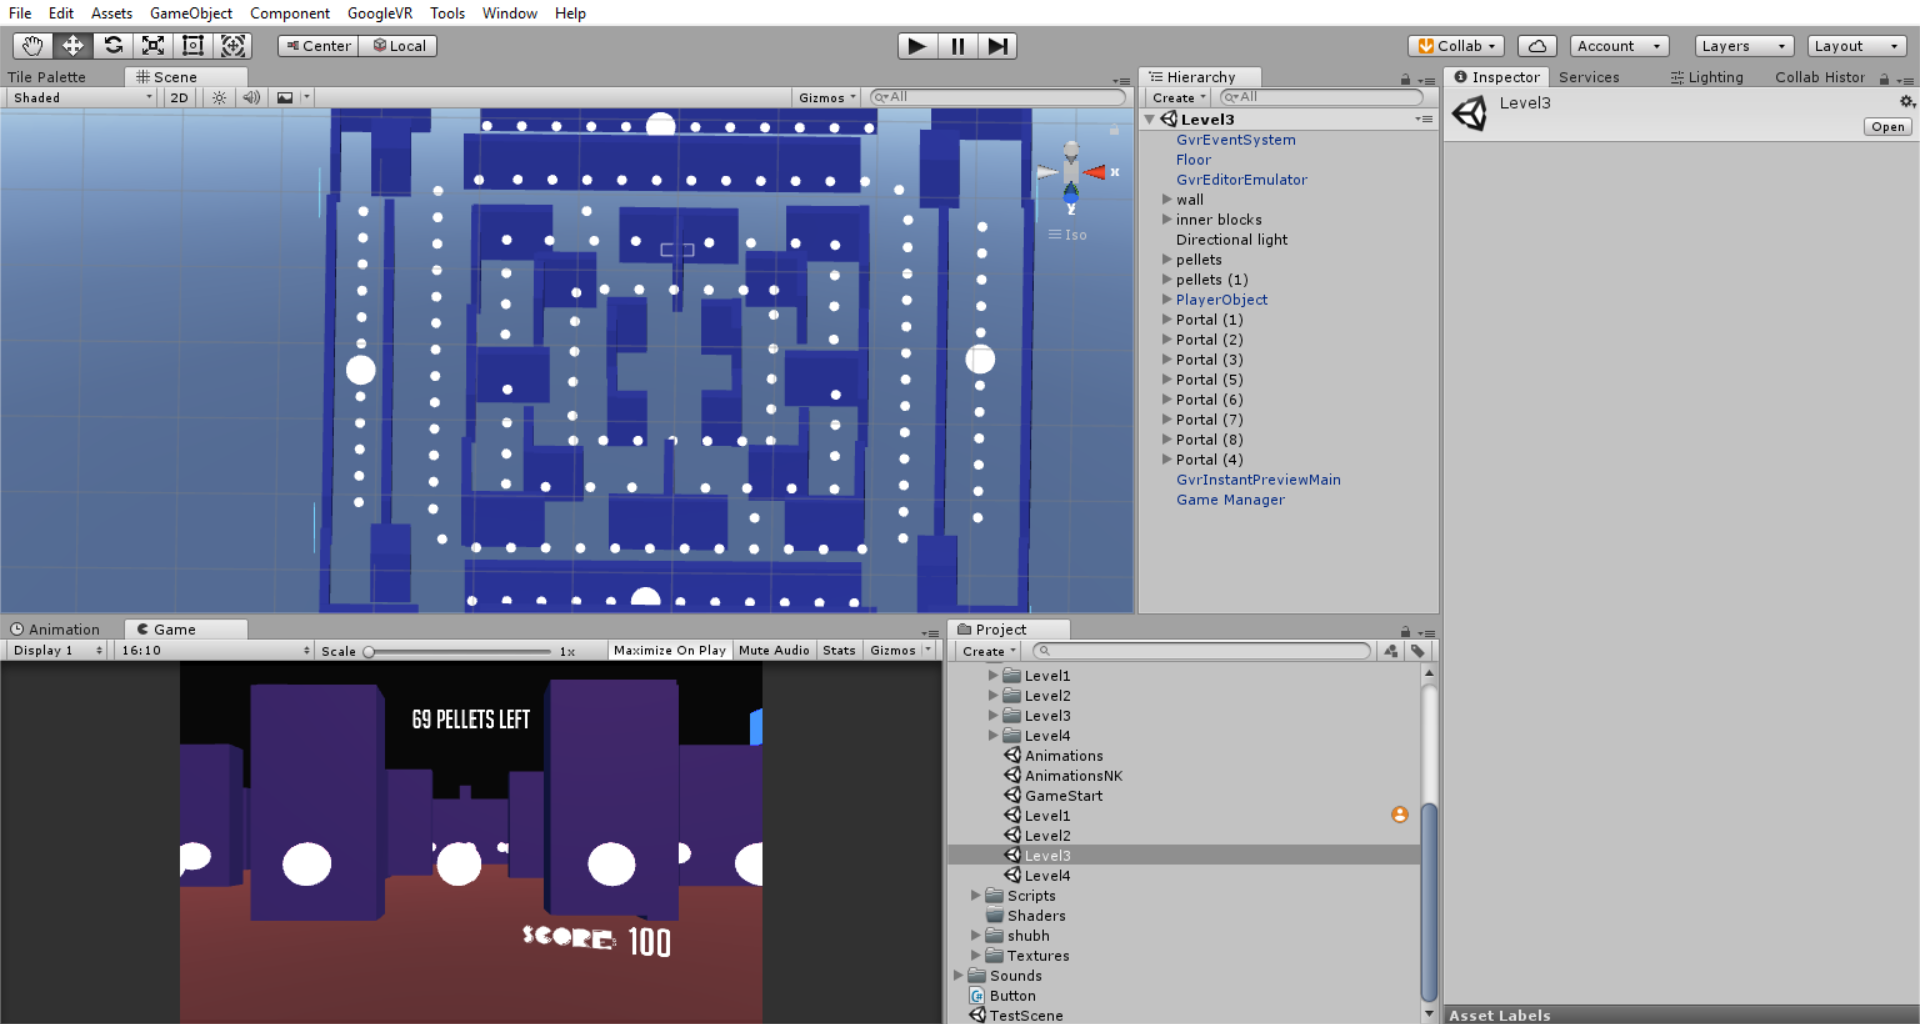 File Edit Assets GameObject Component GoogleVR Tools Window Help
Center Local Collab Account Layers Layout
Tile Palette Scene
Shaded 2D Gizmos All
x
Y
Iso
Hierarchy
Create All
Level3
GvrEventSystem
Floor
GvrEditorEmulator
wall
inner blocks
Directional light
pellets
pellets (1)
PlayerObject
Portal (1)
Portal (2)
Portal (3)
Portal (5)
Portal (6)
Portal (7)
Portal (8)
Portal (4)
GvrInstantPreviewMain
Game Manager
Inspector Services Lighting Collab Histor
Level3
Open
Animation Game
Display 1 16:10 Scale 1x Maximize On Play Mute Audio Stats Gizmos
69 PELLETS LEFT
SCORE: 100
Project
Create
Level1
Level2
Level3
Level4
Animations
AnimationsNK
GameStart
Level1
Level2
Level3
Level4
Scripts
Shaders
shubh
Textures
Sounds
Button
TestScene
Asset Labels